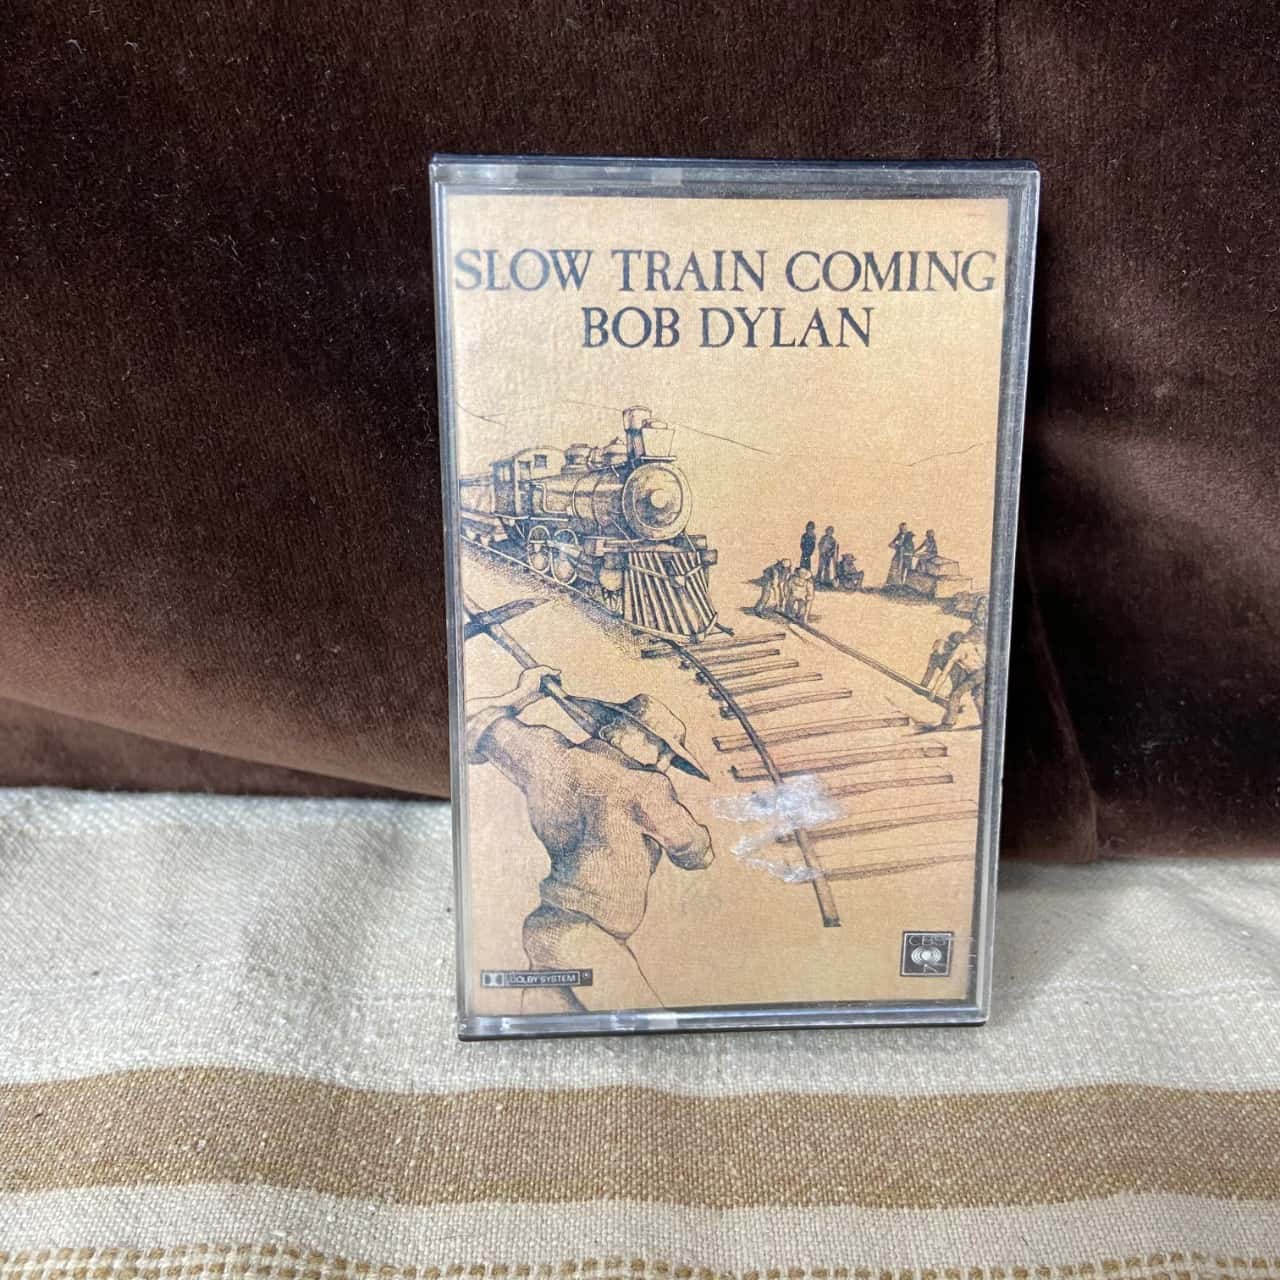 SLOW TRAIN COMING
BOB DYLAN
DOLBY SYSTEM
CBS